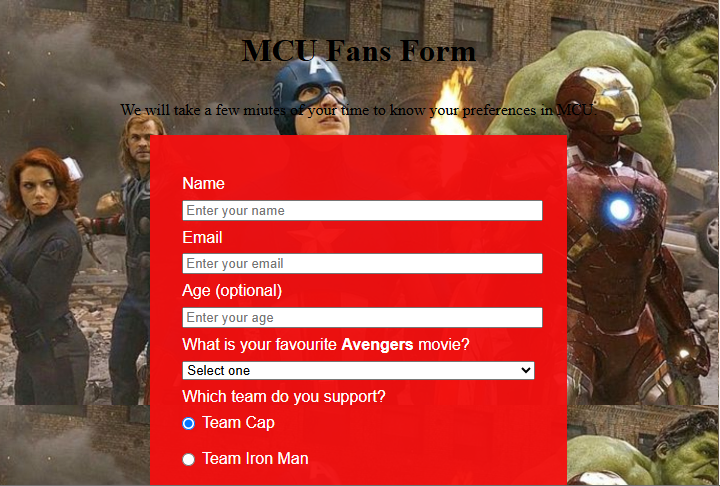 MCU Fans Form
We will take a few miutes of your time to know your preferences in MCU.
Name
Enter your name
Email
Enter your email
Age (optional)
Enter your age
What is your favourite Avengers movie?
Select one
Which team do you support?
Team Cap
Team Iron Man